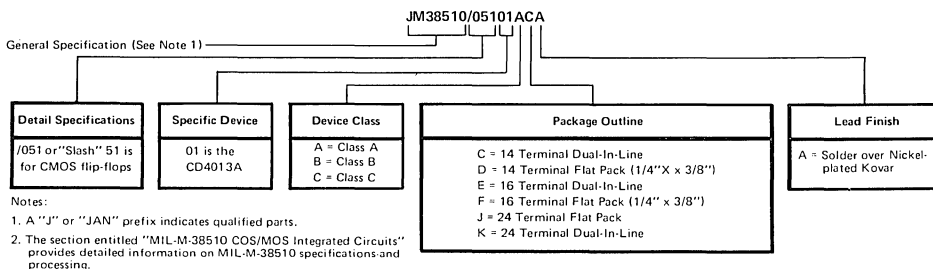 JM38510/05101ACA
General Specification (See Note 1)
Detail Specifications
/051 or "Slash" 51 is
for CMOS flip-flops
Specific Device
01 is the
CD4013A
Device Class
A = Class A
B = Class B
C = Class C
Package Outline
C = 14 Terminal Dual-In-Line
D = 14 Terminal Flat Pack (1/4"X x 3/8")
E = 16 Terminal Dual-In-Line
F = 16 Terminal Flat Pack (1/4" x 3/8")
J = 24 Terminal Flat Pack
K = 24 Terminal Dual-In-Line
Lead Finish
A = Solder over Nickel-
plated Kovar
Notes:
1. A "J" or "JAN" prefix indicates qualified parts.
2. The section entitled "MIL-M-38510 COS/MOS Integrated Circuits"
provides detailed information on MIL-M-38510 specifications and
processing.